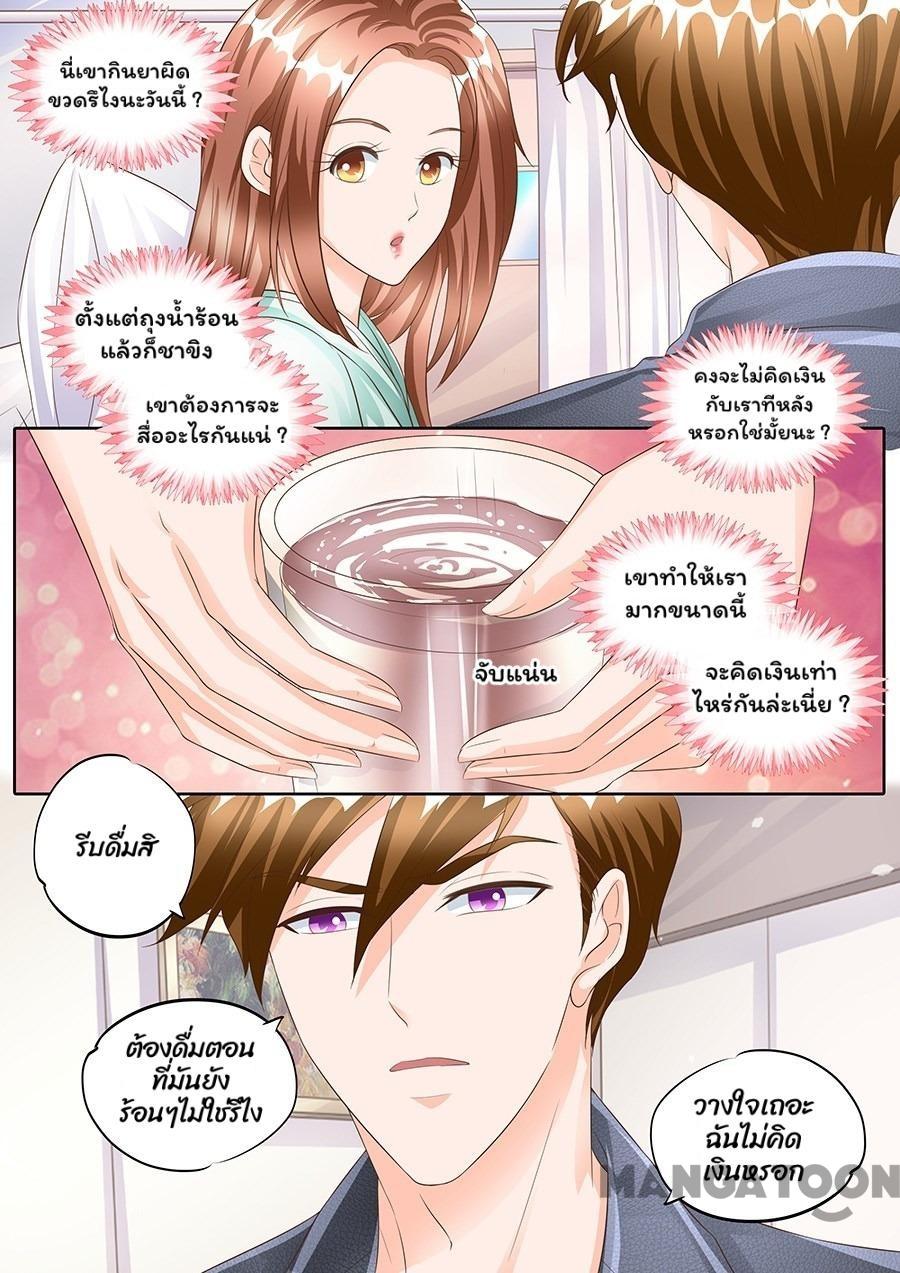 นี่เขากินยาผิด
ขวดรึไงนะวันนี้ ?
ตั้งแต่ถุงน้ำร้อน
แล้วก็ชาขิง
เขาต้องการจะ
สื่ออะไรกันแน่ ?
คงจะไม่คิดเงิน
กับเราทีหลัง
หรอกใช่มั้ยนะ ?
เขาทำให้เรา
มากขนาดนี้
จะคิดเงินเท่า
ไหร่กันล่ะเนี่ย ?
จับแน่น
รีบดื่มสิ
ต้องดื่มตอน
ที่มันยัง
ร้อนๆไม่ใช่รึไง
วางใจเถอะ
ฉันไม่คิด
เงินหรอก
MANGATOON